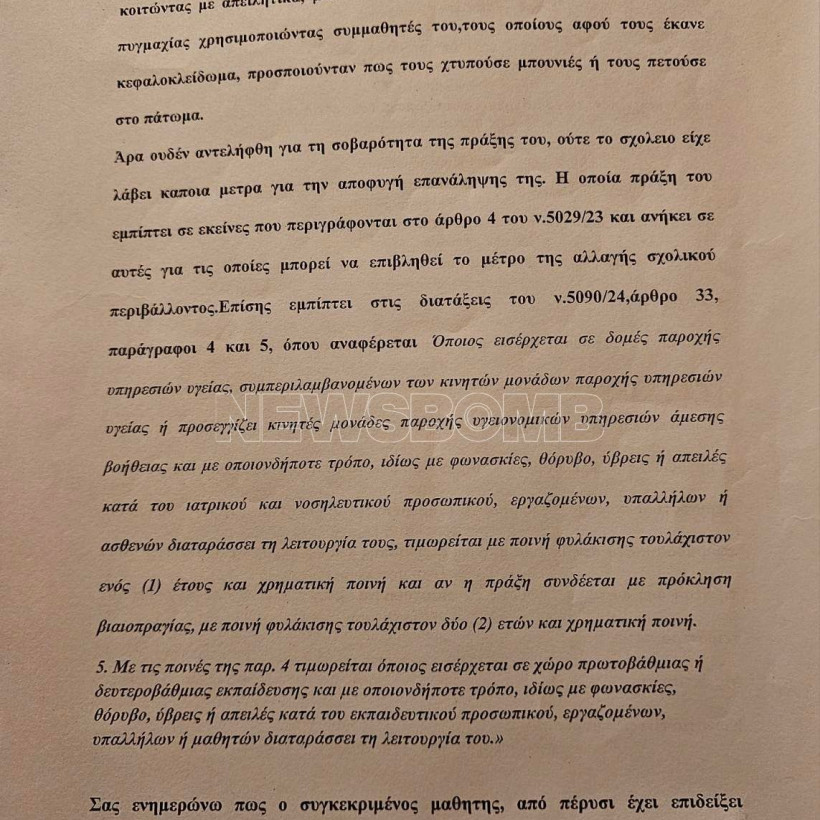 κοιτώντας με απειλητικά,
πυγμαχίας χρησιμοποιώντας συμμαθητές του,τους οποίους αφού τους έκανε
κεφαλοκλείδωμα, προσποιούνταν πως τους χτυπούσε μπουνιές ή τους πετούσε
στο πάτωμα.
Άρα ουδέν αντελήφθη για τη σοβαρότητα της πράξης του, ούτε το σχολειο είχε
λάβει καποια μετρα για την αποφυγή επανάληψης της. Η οποία πράξη του
εμπίπτει σε εκείνες που περιγράφονται στο άρθρο 4 του ν.5029/23 και ανήκει σε
αυτές για τις οποίες μπορεί να επιβληθεί το μέτρο της αλλαγής σχολικού
περιβάλλοντος.Επίσης εμπίπτει στις διατάξεις του ν.5090/24,άρθρο 33,
παράγραφοι 4 και 5, όπου αναφέρεται Όποιος εισέρχεται σε δομές παροχής
υπηρεσιών υγείας, συμπεριλαμβανομένων των κινητών μονάδων παροχής υπηρεσιών
υγείας ή προσεγγίζει κινητές μονάδες παροχής υγειονομικών υπηρεσιών άμεσης
NEWSBOMB
βοήθειας και με οποιονδήποτε τρόπο, ιδίως με φωνασκίες, θόρυβο, ύβρεις ή απειλές
κατά του ιατρικού και νοσηλευτικού προσωπικού, εργαζομένων, υπαλλήλων ή
ασθενών διαταράσσει τη λειτουργία τους, τιμωρείται με ποινή φυλάκισης τουλάχιστον
ενός (1) έτους και χρηματική ποινή και αν η πράξη συνδέεται με πρόκληση
βιαιοπραγίας, με ποινή φυλάκισης τουλάχιστον δύο (2) ετών και χρηματική ποινή.
5. Με τις ποινές της παρ. 4 τιμωρείται όποιος εισέρχεται σε χώρο πρωτοβάθμιας ή
δευτεροβάθμιας εκπαίδευσης και με οποιονδήποτε τρόπο, ιδίως με φωνασκίες,
θόρυβο, ύβρεις ή απειλές κατά του εκπαιδευτικού προσωπικού, εργαζομένων,
υπαλλήλων ή μαθητών διαταράσσει τη λειτουργία του.»
Σας ενημερώνω πως ο συγκεκριμένος μαθητης, από πέρυσι έχει επιδείξει